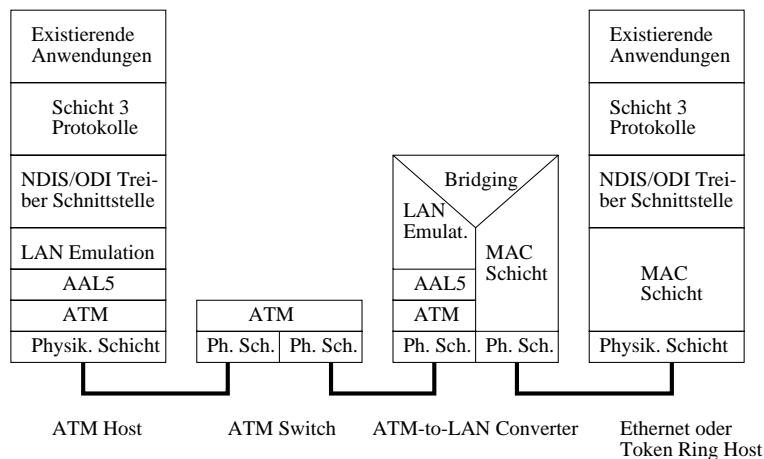 Existierende
Anwendungen
Schicht 3
Protokolle
NDIS/ODI Trei-
ber Schnittstelle
LAN Emulation
AAL5
ATM
Physik. Schicht
ATM Host
ATM
Ph. Sch.
Ph. Sch.
ATM Switch
Bridging
LAN
Emulat.
MAC
Schicht
AAL5
ATM
Ph. Sch.
Ph. Sch.
ATM-to-LAN Converter
Existierende
Anwendungen
Schicht 3
Protokolle
NDIS/ODI Trei-
ber Schnittstelle
MAC
Schicht
Physik. Schicht
Ethernet oder
Token Ring Host